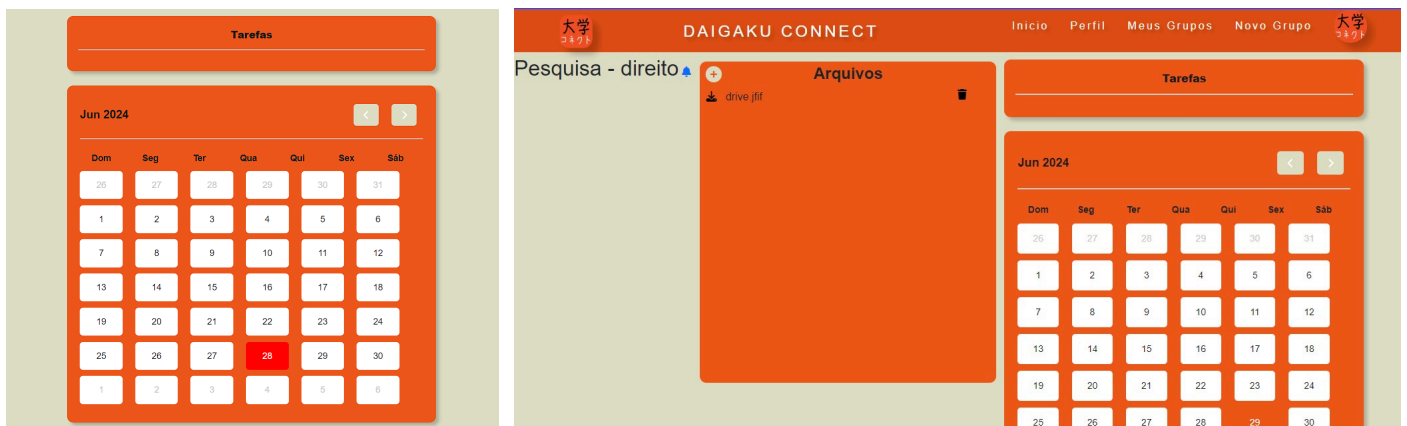 Tarefas
Jun 2024
Dom Seg Ter Qua Qui Sex Sáb
26 27 28 29 30 31
1 2 3 4 5 6
7 8 9 10 11 12
13 14 15 16 17 18
19 20 21 22 23 24
25 26 27 28 29 30
1 2 3 4 5 6
大学
コネクト
DAIGAKU CONNECT
Inicio Perfil Meus Grupos Novo Grupo
大学
コネクト
Pesquisa - direito
Arquivos
drive.jfif
Tarefas
Jun 2024
Dom Seg Ter Qua Qui Sex Sáb
26 27 28 29 30 31
1 2 3 4 5 6
7 8 9 10 11 12
13 14 15 16 17 18
19 20 21 22 23 24
25 26 27 28 29 30